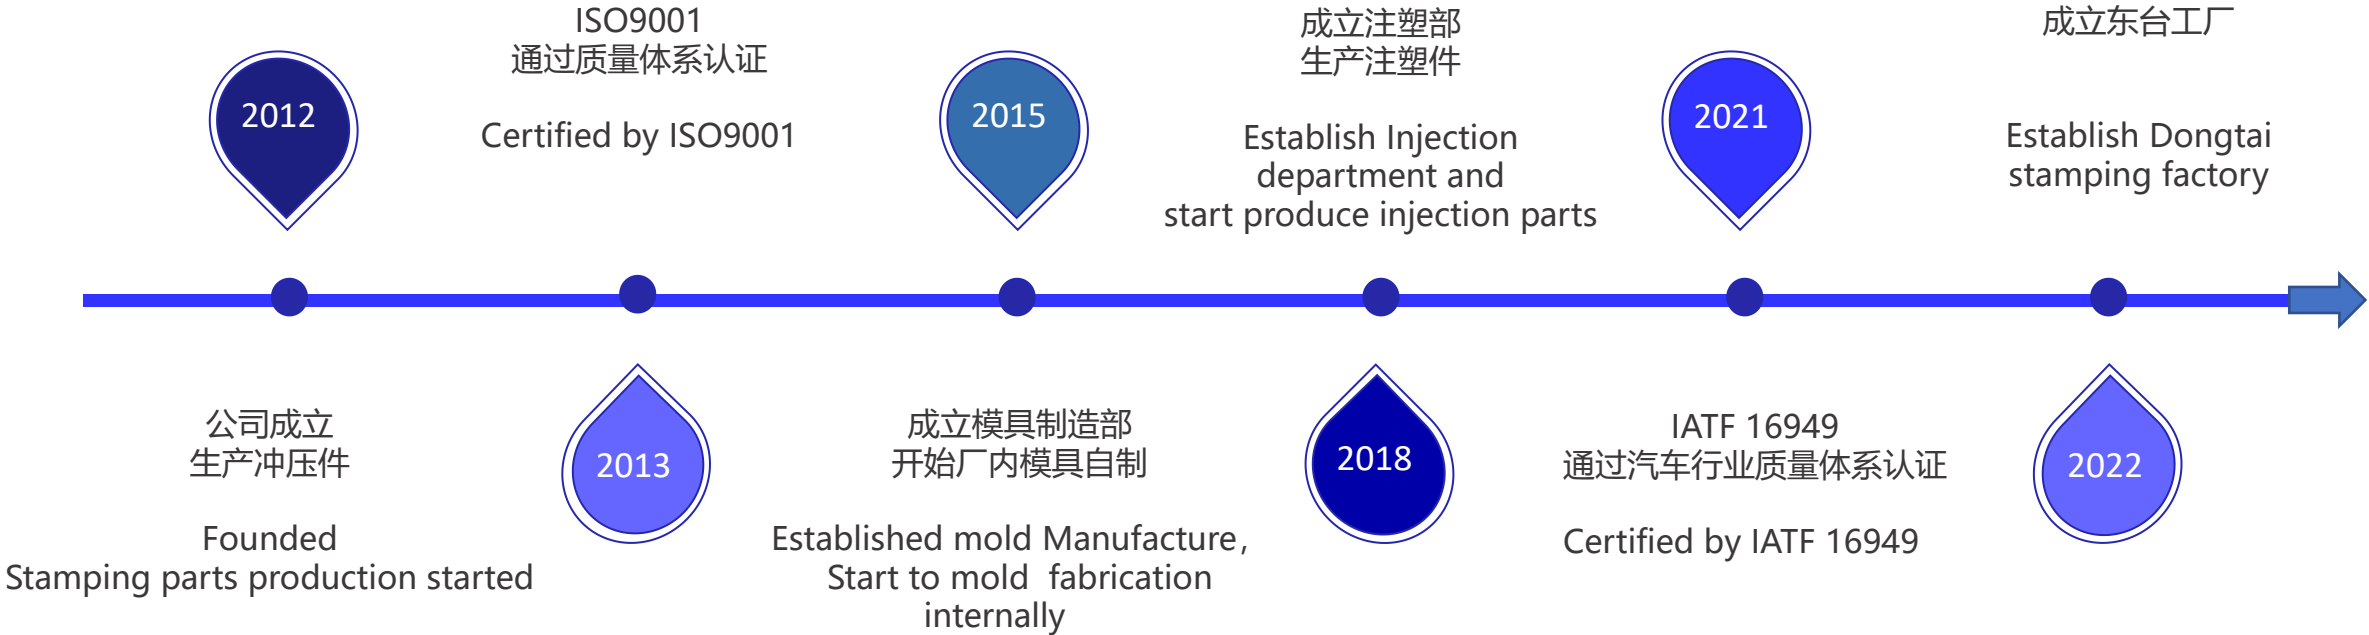 2012
公司成立
生产冲压件
Founded
Stamping parts production started
ISO9001
通过质量体系认证
Certified by ISO9001
2013
2015
成立模具制造部
开始厂内模具自制
Established mold Manufacture，
Start to mold  fabrication
internally
成立注塑部
生产注塑件
Establish Injection
department and
start produce injection parts
2018
2021
IATF 16949
通过汽车行业质量体系认证
Certified by IATF 16949
成立东台工厂
Establish Dongtai
stamping factory
2022